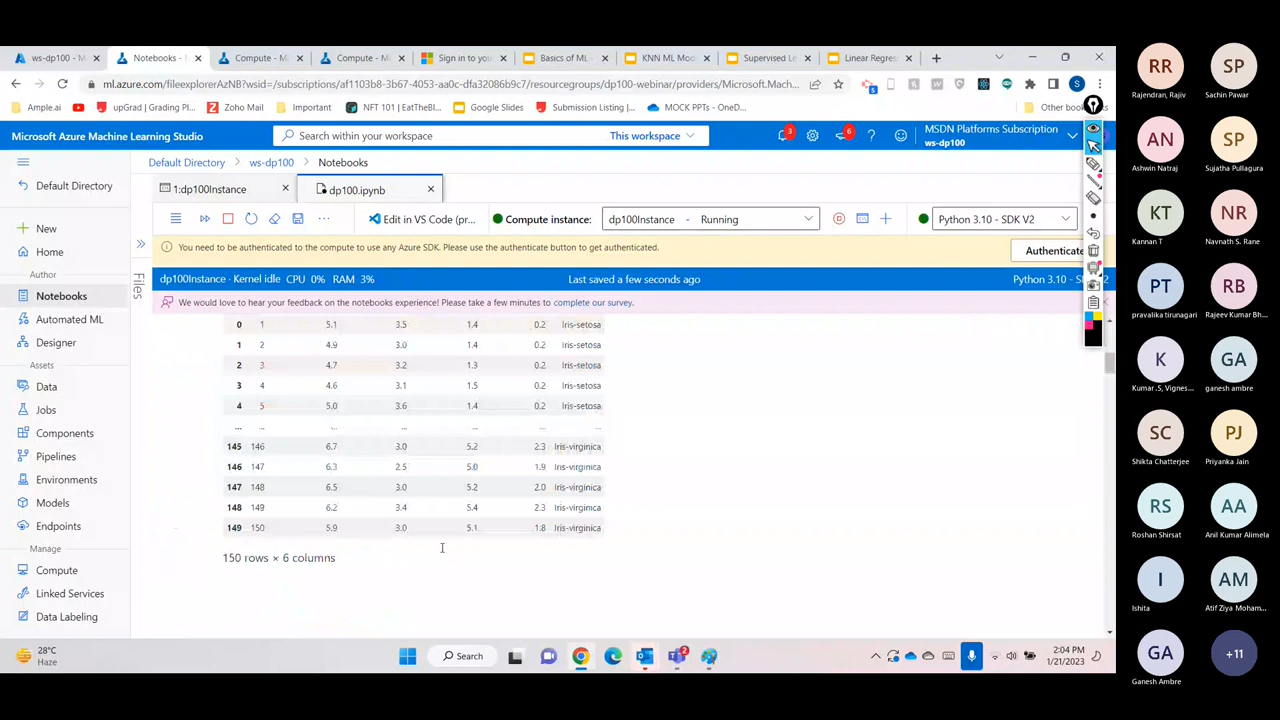 ws-dp100 -
Notebooks -
Compute -
Compute -
Sign in to you
Basics of ML -
KNN ML Mod
Supervised Le
Linear Regres
ml.azure.com/fileexplorerAzNB?wsid=/subscriptions/af1103b8-3b67-4053-aa0c-dfa32086b9c7/resourcegroups/dp100-webinar/providers/Microsoft.Mach...
Ample.ai
upGrad | Grading Pl...
Zoho Mail
Important
NFT 101 | EatTheBl...
Google Slides
Submission Listing |...
MOCK PPTs - OneD...
Other bookmarks
Microsoft Azure Machine Learning Studio
Search within your workspace
This workspace
3
6
MSDN Platforms Subscription
ws-dp100
Default Directory > ws-dp100 > Notebooks
1:dp100Instance
dp100.ipynb
Edit in VS Code (pr...
Compute instance:
dp100Instance - Running
Python 3.10 - SDK V2
You need to be authenticated to the compute to use any Azure SDK. Please use the authenticate button to get authenticated.
Authenticate
dp100Instance · Kernel idle CPU 0% RAM 3%
Last saved a few seconds ago
We would love to hear your feedback on the notebooks experience! Please take a few minutes to complete our survey.
Files
Default Directory
New
Home
Author
Notebooks
Automated ML
Designer
Assets
Data
Jobs
Components
Pipelines
Environments
Models
Endpoints
Manage
Compute
Linked Services
Data Labeling
0 1 5.1 3.5 1.4 0.2 Iris-setosa
1 2 4.9 3.0 1.4 0.2 Iris-setosa
2 3 4.7 3.2 1.3 0.2 Iris-setosa
3 4 4.6 3.1 1.5 0.2 Iris-setosa
4 5 5.0 3.6 1.4 0.2 Iris-setosa
... ... ... ... ... ... ...
145 146 6.7 3.0 5.2 2.3 Iris-virginica
146 147 6.3 2.5 5.0 1.9 Iris-virginica
147 148 6.5 3.0 5.2 2.0 Iris-virginica
148 149 6.2 3.4 5.4 2.3 Iris-virginica
149 150 5.9 3.0 5.1 1.8 Iris-virginica
150 rows × 6 columns
28°C
Haze
Search
2
2:04 PM
1/21/2023
RR
Rajendran, Rajiv
SP
Sachin Pawar
AN
Ashwin Natraj
SP
Sujatha Pullagura
KT
Kannan T
NR
Navnath S. Rane
PT
pravalika tirunagari
RB
Rajeev Kumar Bh...
K
Kumar .S, Vignes...
GA
ganesh ambre
SC
Shikta Chatterjee
PJ
Priyanka Jain
RS
Roshan Shirsat
AA
Anil Kumar Alimela
I
Ishita
AM
Atif Ziya Moham...
GA
Ganesh Ambre
+11